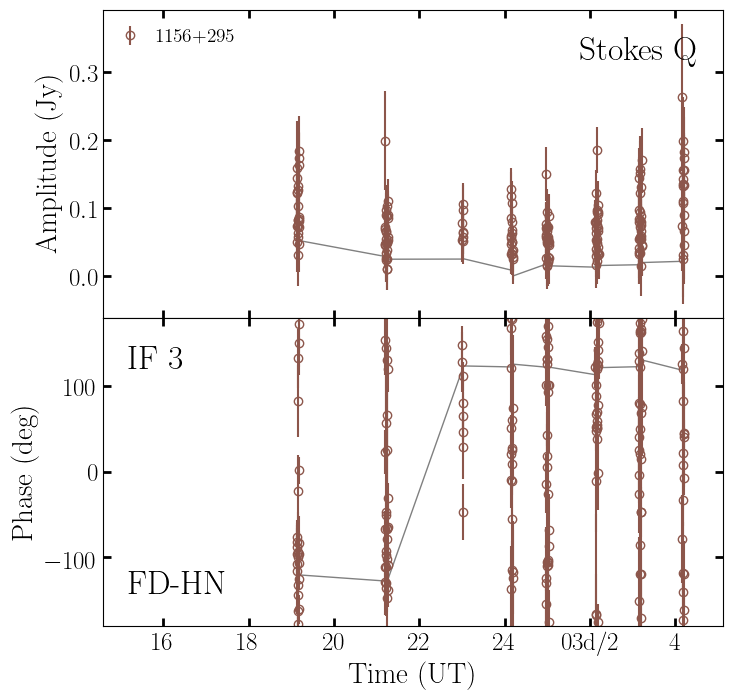 1156+295
Stokes Q
Amplitude (Jy)
0.3
0.2
0.1
0.0
IF 3
FD-HN
Phase (deg)
100
0
−100
16 18 20 22 24 03d/2 4
Time (UT)